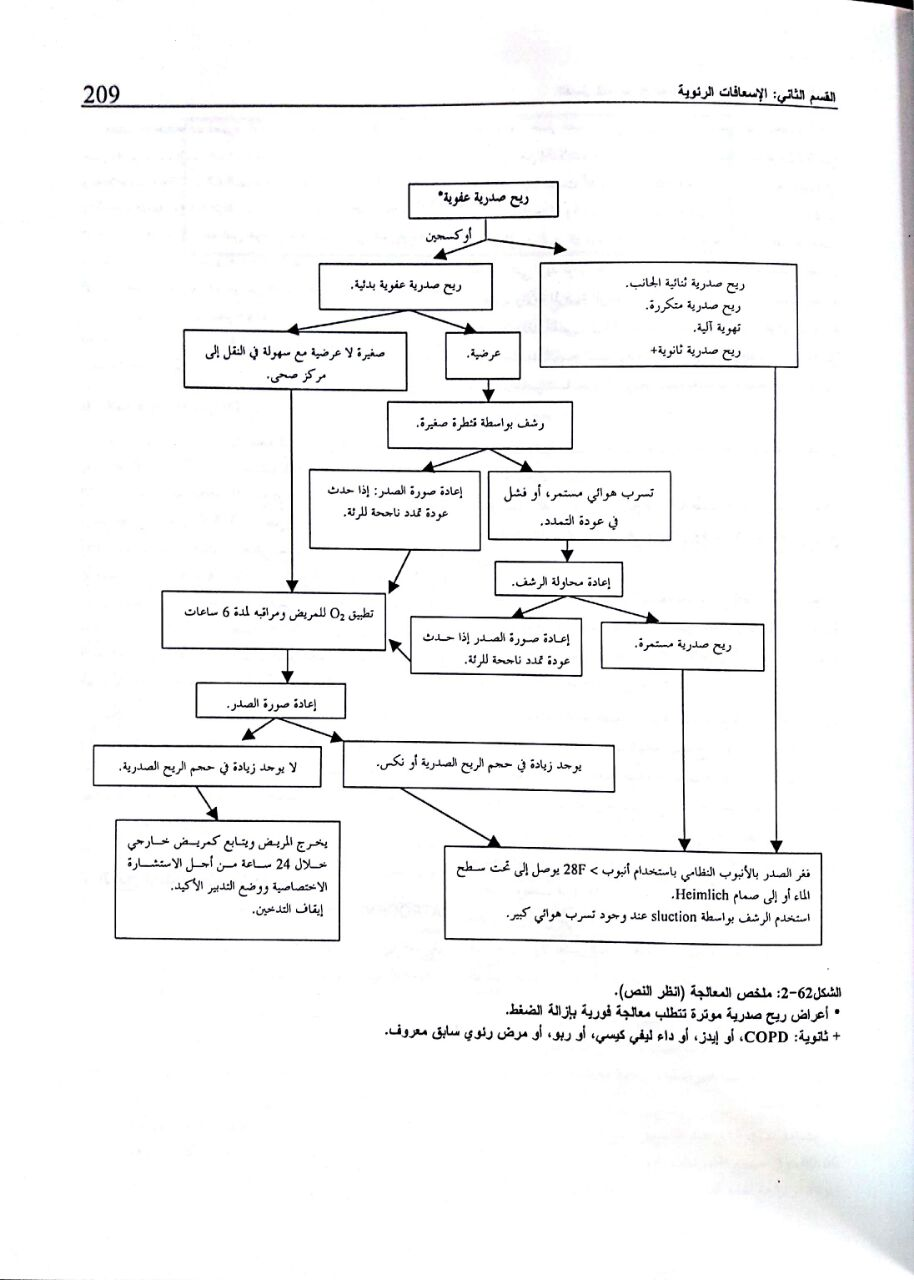 القسم الثاني: الإسعافات الرئوية
209
ريح صدرية عفوية*
أوكسجين
ريح صدرية عفوية بدئية.
ريح صدرية ثنائية الجانب.
ريح صدرية متكررة.
تهوية آلية.
ريح صدرية ثانوية+
صغيرة لا عرضية مع سهولة في النقل إلى
مركز صحي.
عرضية.
رشف بواسطة قثطرة صغيرة.
إعادة صورة الصدر: إذا حدث
عودة تمدد ناجحة للرئة.
تسرب هوائي مستمر، أو فشل
في عودة التمدد.
إعادة محاولة الرشف.
تطبيق O₂ للمريض ومراقبه لمدة 6 ساعات
إعادة صورة الصدر إذا حدث
عودة تمدد ناجحة للرئة.
ريح صدرية مستمرة.
إعادة صورة الصدر.
لا يوجد زيادة في حجم الريح الصدرية.
يوجد زيادة في حجم الريح الصدرية أو نكس.
يخرج المريض ويتابع كمريض خارجي
خلال 24 ساعة من أجل الاستشارة
الاختصاصية ووضع التدبير الأكيد.
إيقاف التدخين.
فغر الصدر بالأنبوب النظامي باستخدام أنبوب > 28F يوصل إلى تحت سطح
الماء أو إلى صمام Heimlich.
استخدم الرشف بواسطة sluction عند وجود تسرب هوائي كبير.
الشكل62-2: ملخص المعالجة (انظر النص).
* أعراض ريح صدرية موترة تتطلب معالجة فورية بإزالة الضغط.
+ ثانوية: COPD، أو إيدز، أو داء ليفي كيسي، أو ربو، أو مرض رئوي سابق معروف.